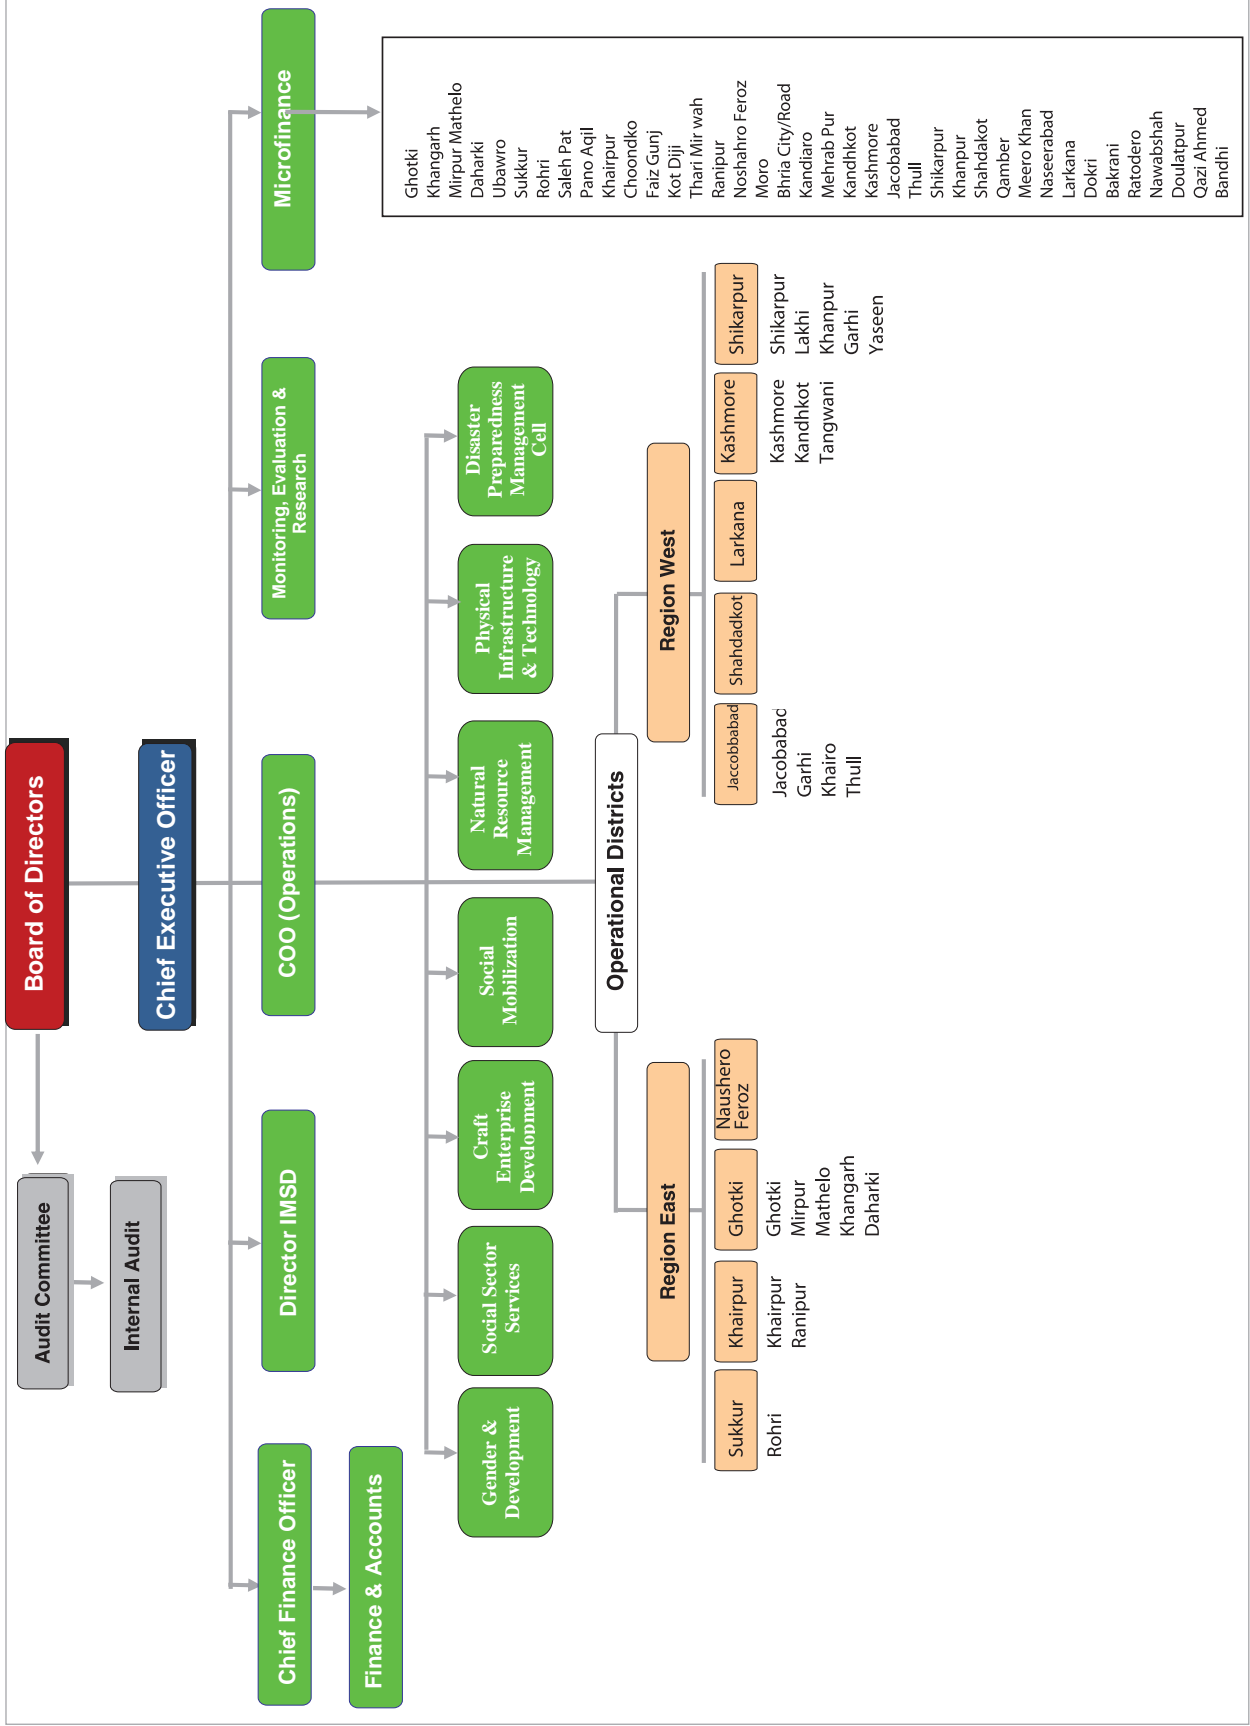 Board of Directors
Audit Committee
Internal Audit
Chief Executive Officer
Chief Finance Officer
Director IMSD
COO (Operations)
Monitoring, Evaluation &
Research
Microfinance
Finance & Accounts
Gender &
Development
Social Sector
Services
Craft
Enterprise
Development
Social
Mobilization
Natural
Resource
Management
Physical
Infrastructure
& Technology
Disaster
Preparedness
Management
Cell
Operational Districts
Region East
Region West
Sukkur
Rohri
Khairpur
Khairpur
Ranipur
Ghotki
Ghotki
Mirpur
Mathelo
Khangarh
Daharki
Naushero
Feroz
Jaccobbabad
Jacobabad
Garhi
Khairo
Thull
Shahdadkot
Larkana
Kashmore
Kashmore
Kandhkot
Tangwani
Shikarpur
Shikarpur
Lakhi
Khanpur
Garhi
Yaseen
Ghotki
Khangarh
Mirpur Mathelo
Daharki
Ubawro
Sukkur
Rohri
Saleh Pat
Pano Aqil
Khairpur
Choondko
Faiz Gunj
Kot Diji
Thari Mir wah
Ranipur
Noshahro Feroz
Moro
Bhria City/Road
Kandiaro
Mehrab Pur
Kandhkot
Kashmore
Jacobabad
Thull
Shikarpur
Khanpur
Shahdakot
Qamber
Meero Khan
Naseerabad
Larkana
Dokri
Bakrani
Ratodero
Nawabshah
Doulatpur
Qazi Ahmed
Bandhi